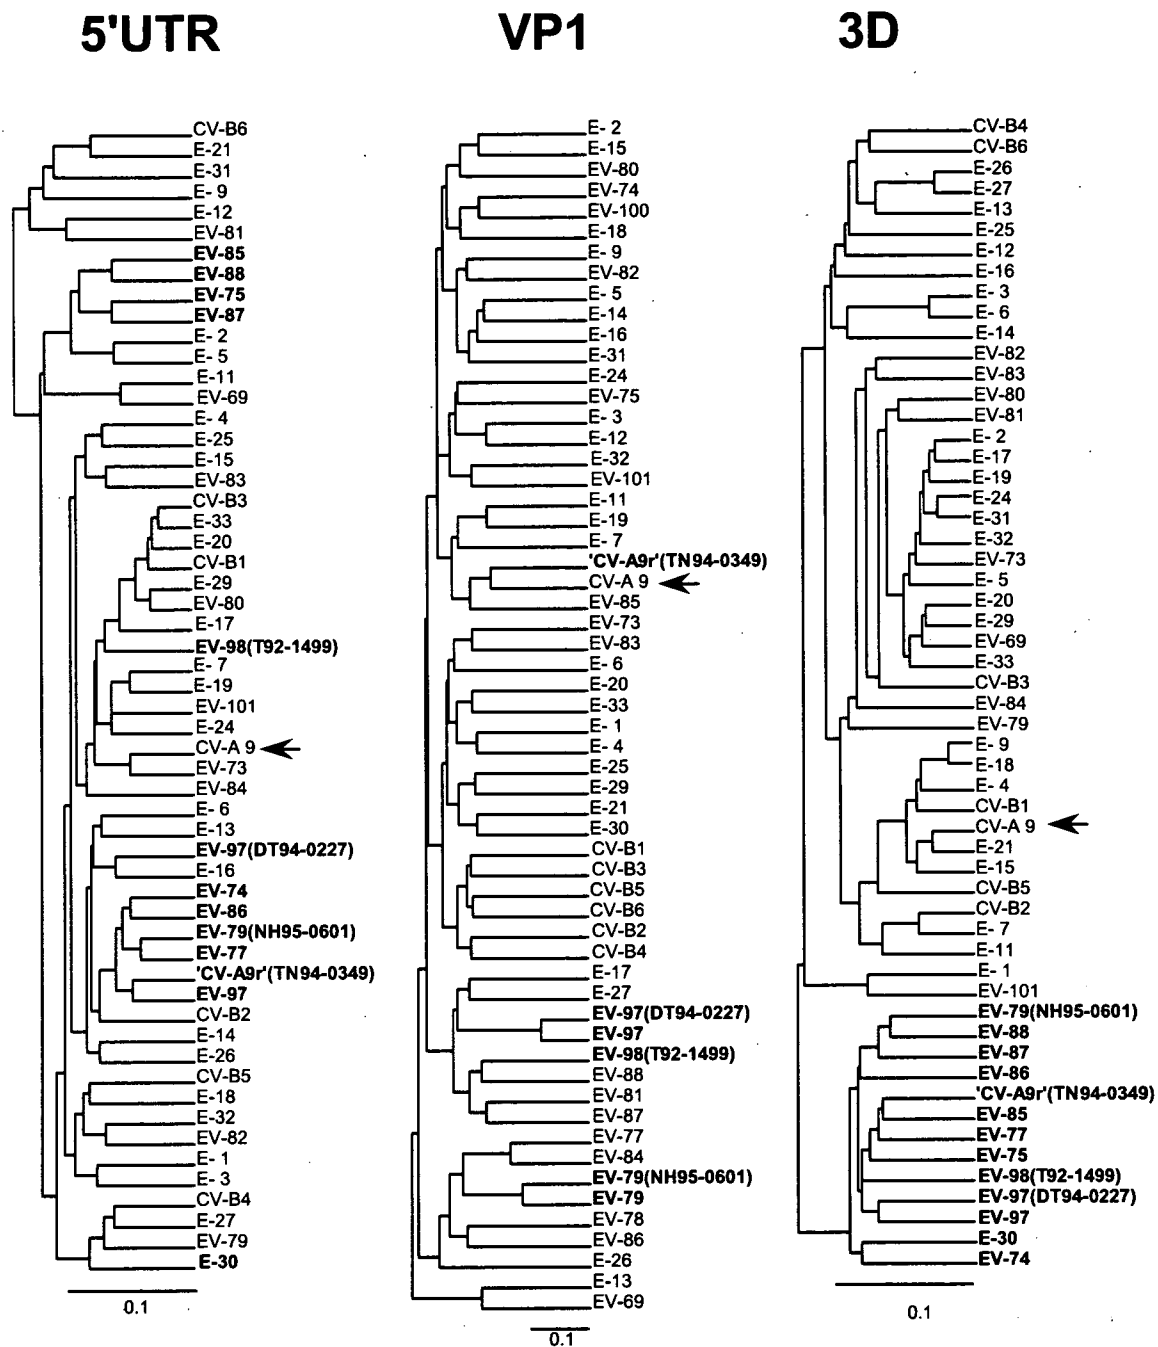 5'UTR
CV-B6
E-21
E-31
E- 9
E-12
EV-81
EV-85
EV-88
EV-75
EV-87
E- 2
E- 5
E-11
EV-69
E- 4
E-25
E-15
EV-83
CV-B3
E-33
E-20
CV-B1
E-29
EV-80
E-17
EV-98(T92-1499)
E- 7
E-19
EV-101
E-24
CV-A 9
EV-73
EV-84
E- 6
E-13
EV-97(DT94-0227)
E-16
EV-74
EV-86
EV-79(NH95-0601)
EV-77
'CV-A9r'(TN94-0349)
EV-97
CV-B2
E-14
E-26
CV-B5
E-18
E-32
EV-82
E- 1
E- 3
CV-B4
E-27
EV-79
E-30
0.1
VP1
E- 2
E-15
EV-80
EV-74
EV-100
E-18
E- 9
EV-82
E- 5
E-14
E-16
E-31
E-24
EV-75
E- 3
E-12
E-32
EV-101
E-11
E-19
E- 7
'CV-A9r'(TN94-0349)
CV-A 9
EV-85
EV-73
EV-83
E- 6
E-20
E-33
E- 1
E- 4
E-25
E-29
E-21
E-30
CV-B1
CV-B3
CV-B5
CV-B6
CV-B2
CV-B4
E-17
E-27
EV-97(DT94-0227)
EV-97
EV-98(T92-1499)
EV-88
EV-81
EV-87
EV-77
EV-84
EV-79(NH95-0601)
EV-79
EV-78
EV-86
E-26
E-13
EV-69
0.1
3D
CV-B4
CV-B6
E-26
E-27
E-13
E-25
E-12
E-16
E- 3
E- 6
E-14
EV-82
EV-83
EV-80
EV-81
E- 2
E-17
E-19
E-24
E-31
E-32
EV-73
E- 5
E-20
E-29
EV-69
E-33
CV-B3
EV-84
EV-79
E- 9
E-18
E- 4
CV-B1
CV-A 9
E-21
E-15
CV-B5
CV-B2
E- 7
E-11
E- 1
EV-101
EV-79(NH95-0601)
EV-88
EV-87
EV-86
'CV-A9r'(TN94-0349)
EV-85
EV-77
EV-75
EV-98(T92-1499)
EV-97(DT94-0227)
EV-97
E-30
EV-74
0.1